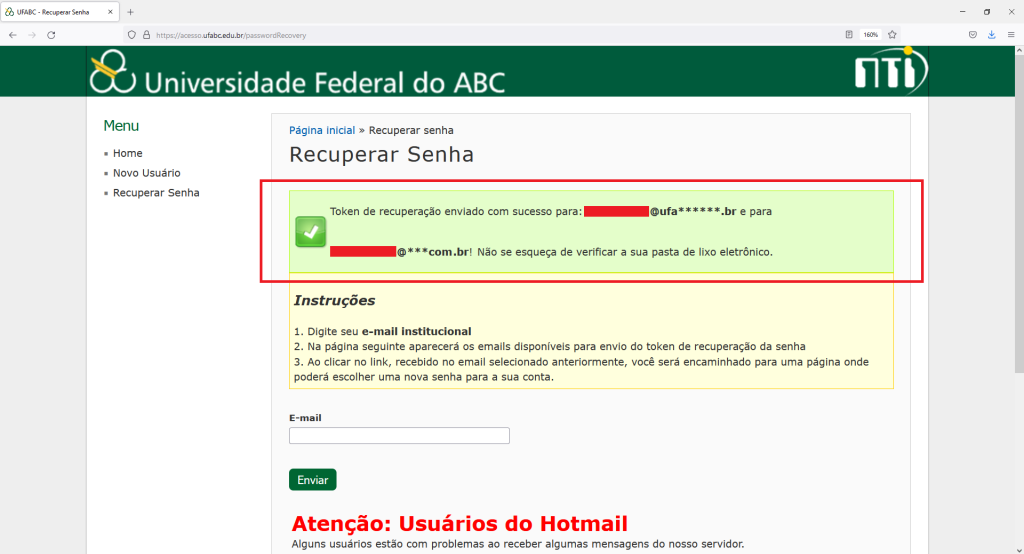 UFABC - Recuperar Senha
https://acesso.ufabc.edu.br/passwordRecovery
160%
Universidade Federal do ABC
nTi
Menu
Home
Novo Usuário
Recuperar Senha
Página inicial » Recuperar senha
Recuperar Senha
Token de recuperação enviado com sucesso para: @ufa******.br e para
@***com.br! Não se esqueça de verificar a sua pasta de lixo eletrônico.
Instruções
1. Digite seu e-mail institucional
2. Na página seguinte aparecerá os emails disponíveis para envio do token de recuperação da senha
3. Ao clicar no link, recebido no email selecionado anteriormente, você será encaminhado para uma página onde
poderá escolher uma nova senha para a sua conta.
E-mail
Enviar
Atenção: Usuários do Hotmail
Alguns usuários estão com problemas ao receber algumas mensagens do nosso servidor.